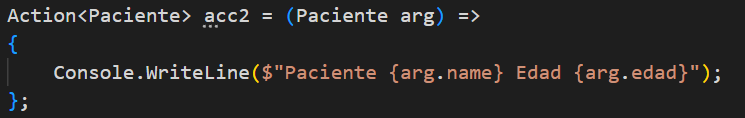 Action<Paciente> acc2 = (Paciente arg) =>
{
    Console.WriteLine($"Paciente {arg.name} Edad {arg.edad}");
};